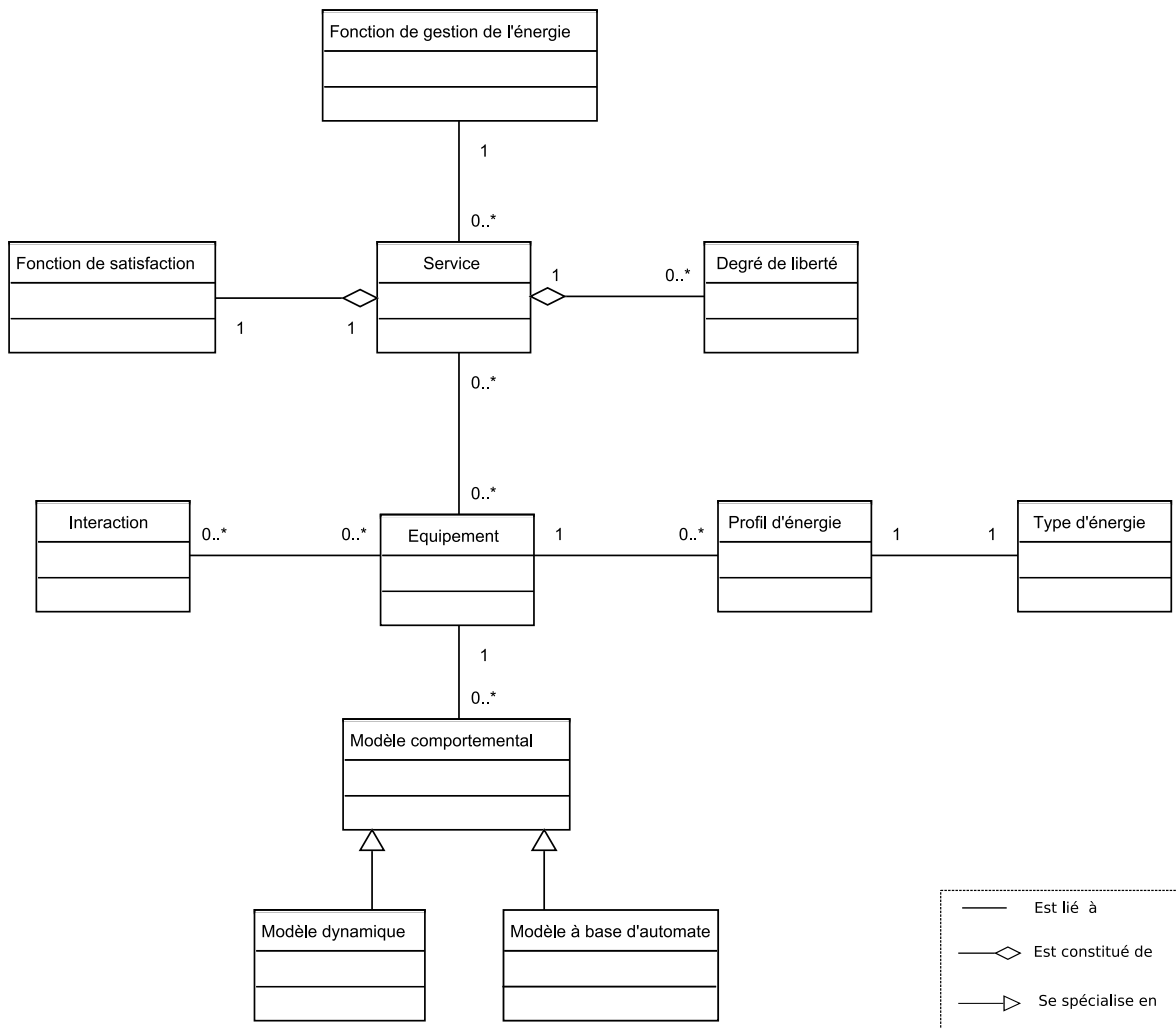 Fonction de gestion de l'énergie
1
0..*
Fonction de satisfaction
Service
Degré de liberté
1
1
1
0..*
0..*
0..*
Interaction
Equipement
Profil d'énergie
Type d'énergie
0..*
0..*
1
0..*
1
1
1
0..*
Modèle comportemental
Modèle dynamique
Modèle à base d'automate
Est lié à
Est constitué de
Se spécialise en